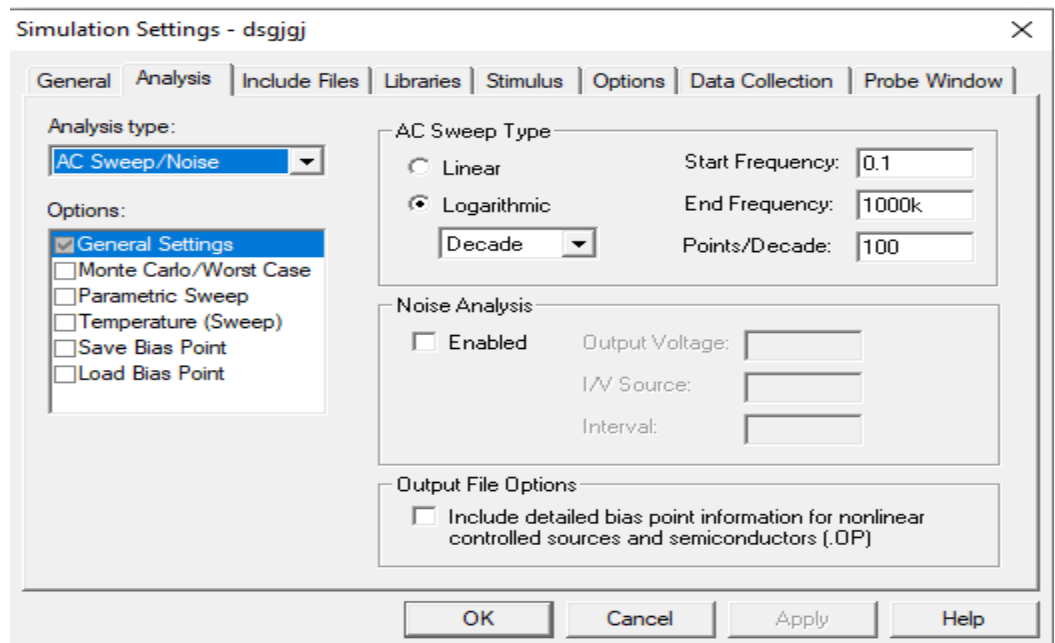 Simulation Settings - dsgjgj
General Analysis Include Files Libraries Stimulus Options Data Collection Probe Window
Analysis type:
AC Sweep/Noise
Options:
General Settings
Monte Carlo/Worst Case
Parametric Sweep
Temperature (Sweep)
Save Bias Point
Load Bias Point
AC Sweep Type
Linear
Logarithmic
Decade
Start Frequency: 0.1
End Frequency: 1000k
Points/Decade: 100
Noise Analysis
Enabled
Output Voltage:
I/V Source:
Interval:
Output File Options
Include detailed bias point information for nonlinear
controlled sources and semiconductors (.OP)
OK Cancel Apply Help